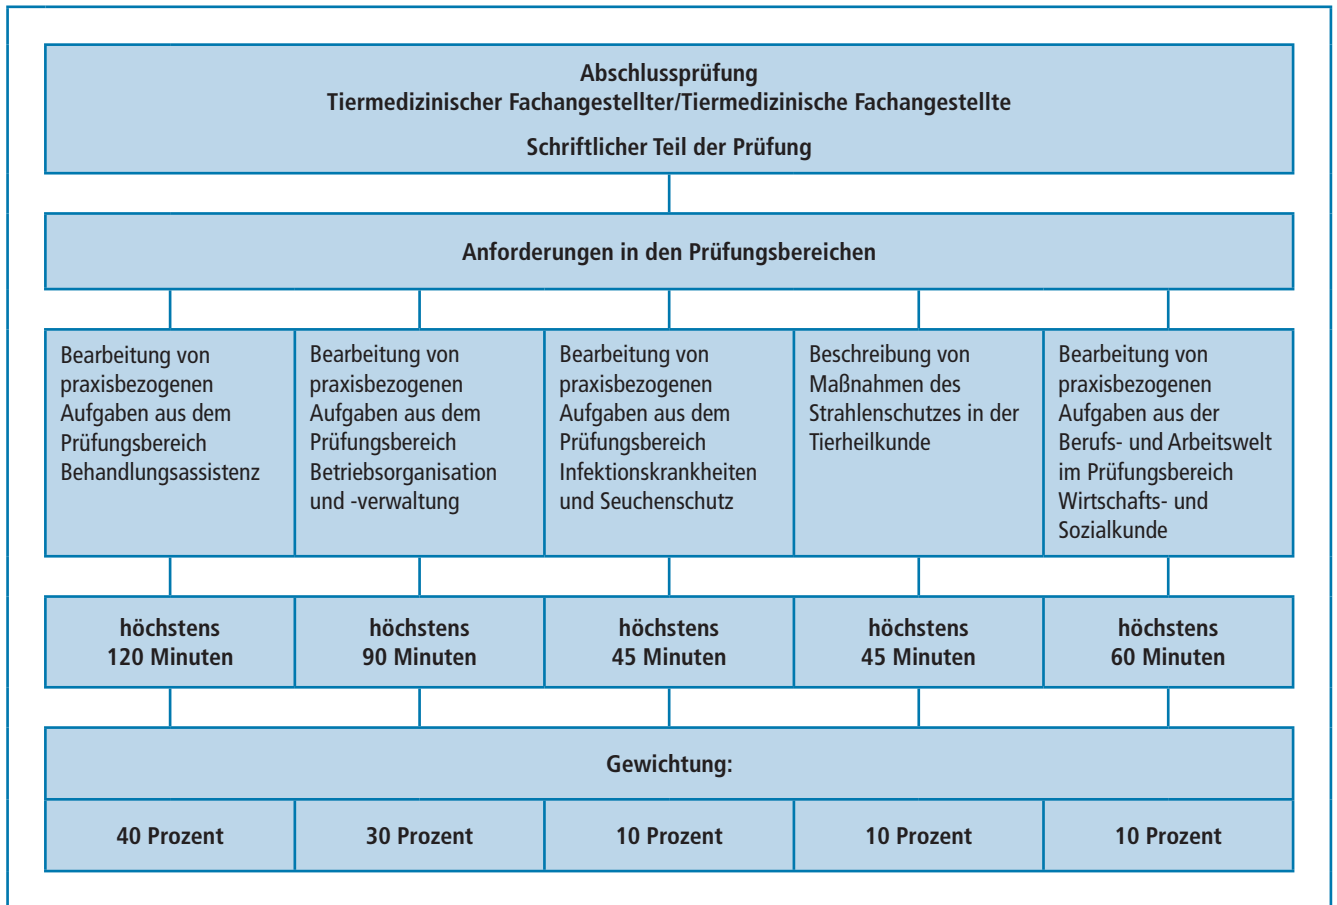 Abschlussprüfung
Tiermedizinischer Fachangestellter/Tiermedizinische Fachangestellte
Schriftlicher Teil der Prüfung
Anforderungen in den Prüfungsbereichen
Bearbeitung von
praxisbezogenen
Aufgaben aus dem
Prüfungsbereich
Behandlungsassistenz
Bearbeitung von
praxisbezogenen
Aufgaben aus dem
Prüfungsbereich
Betriebsorganisation
und -verwaltung
Bearbeitung von
praxisbezogenen
Aufgaben aus dem
Prüfungsbereich
Infektionskrankheiten
und Seuchenschutz
Beschreibung von
Maßnahmen des
Strahlenschutzes in der
Tierheilkunde
Bearbeitung von
praxisbezogenen
Aufgaben aus der
Berufs- und Arbeitswelt
im Prüfungsbereich
Wirtschafts- und
Sozialkunde
höchstens
120 Minuten
höchstens
90 Minuten
höchstens
45 Minuten
höchstens
45 Minuten
höchstens
60 Minuten
Gewichtung:
40 Prozent
30 Prozent
10 Prozent
10 Prozent
10 Prozent